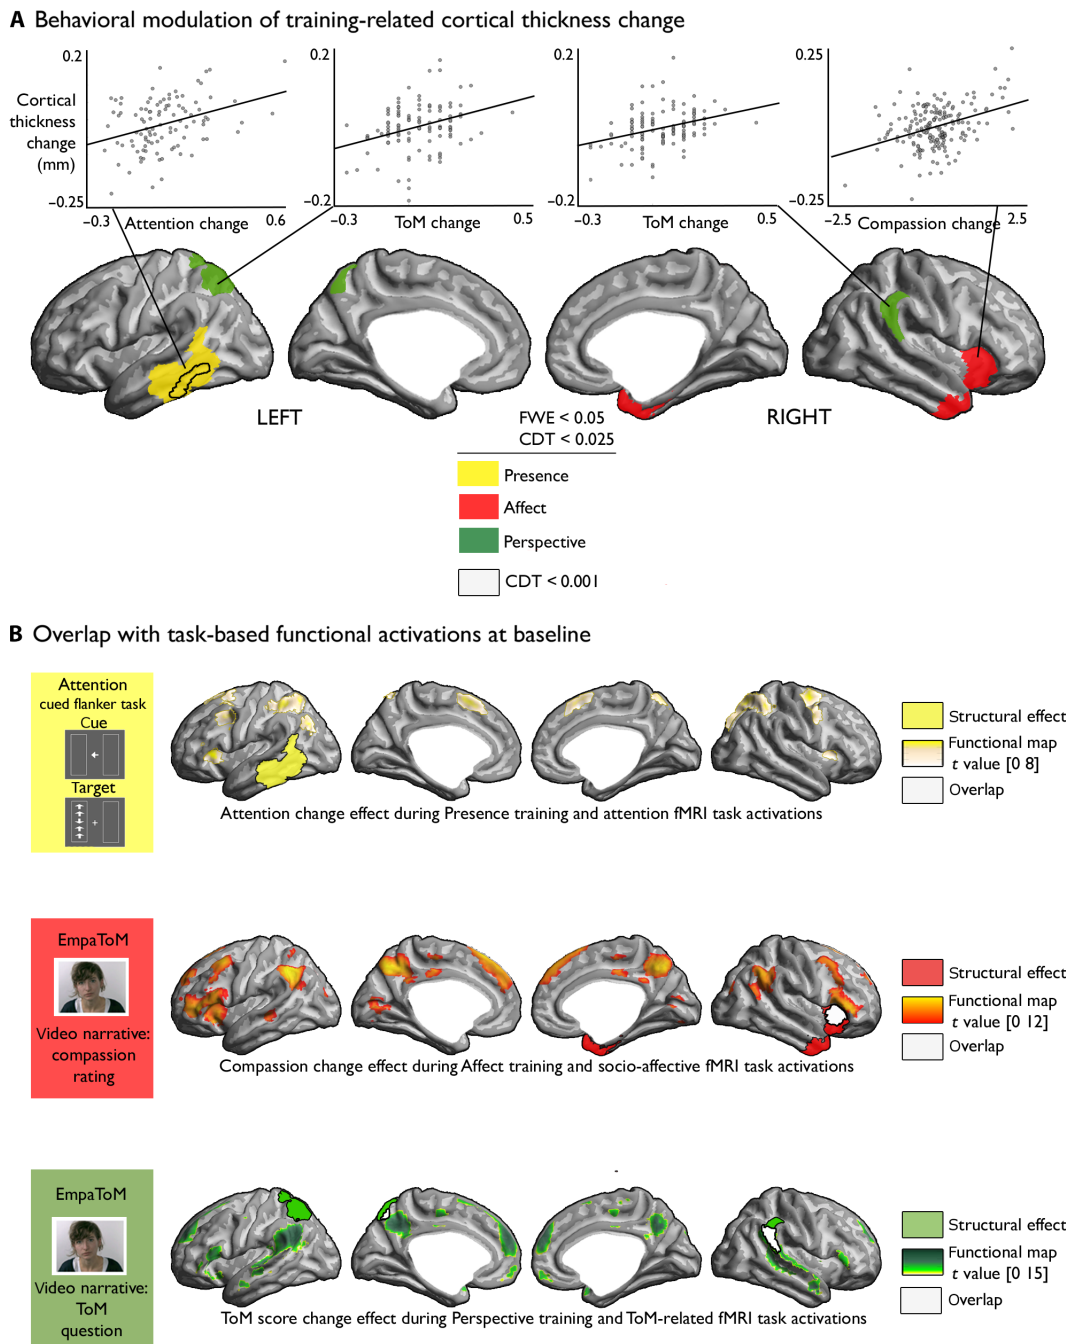 A Behavioral modulation of training-related cortical thickness change
0.2
0.2
0.2
0.25
Cortical
thickness
change
(mm)
−0.25
−0.2
−0.2
−0.25
−0.3
Attention change
0.6
−0.3
ToM change
0.5
−0.3
ToM change
0.5
−2.5
Compassion change
2.5
LEFT
RIGHT
FWE < 0.05
CDT < 0.025
Presence
Affect
Perspective
CDT < 0.001
B Overlap with task-based functional activations at baseline
Attention
cued flanker task
Cue
Target
Structural effect
Functional map
t value [0 8]
Overlap
Attention change effect during Presence training and attention fMRI task activations
EmpaToM
Video narrative:
compassion
rating
Structural effect
Functional map
t value [0 12]
Overlap
Compassion change effect during Affect training and socio-affective fMRI task activations
EmpaToM
Video narrative:
ToM
question
Structural effect
Functional map
t value [0 15]
Overlap
ToM score change effect during Perspective training and ToM-related fMRI task activations